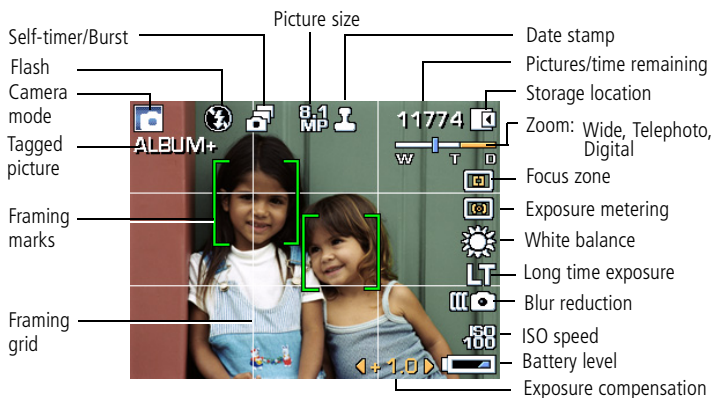 Picture size
Self-timer/Burst
Date stamp
Flash
Pictures/time remaining
Camera
mode
Storage location
8.1
MP
11774
Zoom: Wide, Telephoto,
Digital
Tagged
picture
ALBUM+
W T D
Focus zone
Framing
marks
Exposure metering
White balance
LT
Long time exposure
Blur reduction
Framing
grid
ISO
100
ISO speed
+1.0
Battery level
Exposure compensation